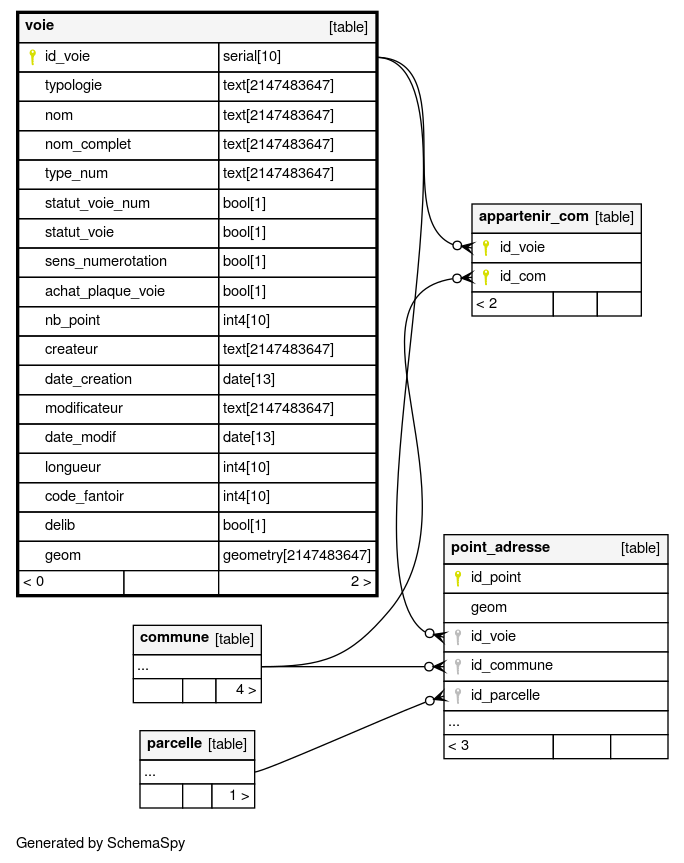 voie [table]
id_voie serial[10]
typologie text[2147483647]
nom text[2147483647]
nom_complet text[2147483647]
type_num text[2147483647]
statut_voie_num bool[1]
statut_voie bool[1]
sens_numerotation bool[1]
achat_plaque_voie bool[1]
nb_point int4[10]
createur text[2147483647]
date_creation date[13]
modificateur text[2147483647]
date_modif date[13]
longueur int4[10]
code_fantoir int4[10]
delib bool[1]
geom geometry[2147483647]
< 0 2 >
appartenir_com [table]
id_voie
id_com
< 2
point_adresse [table]
id_point
geom
id_voie
id_commune
id_parcelle
...
< 3
commune [table]
...
4 >
parcelle [table]
...
1 >
Generated by SchemaSpy